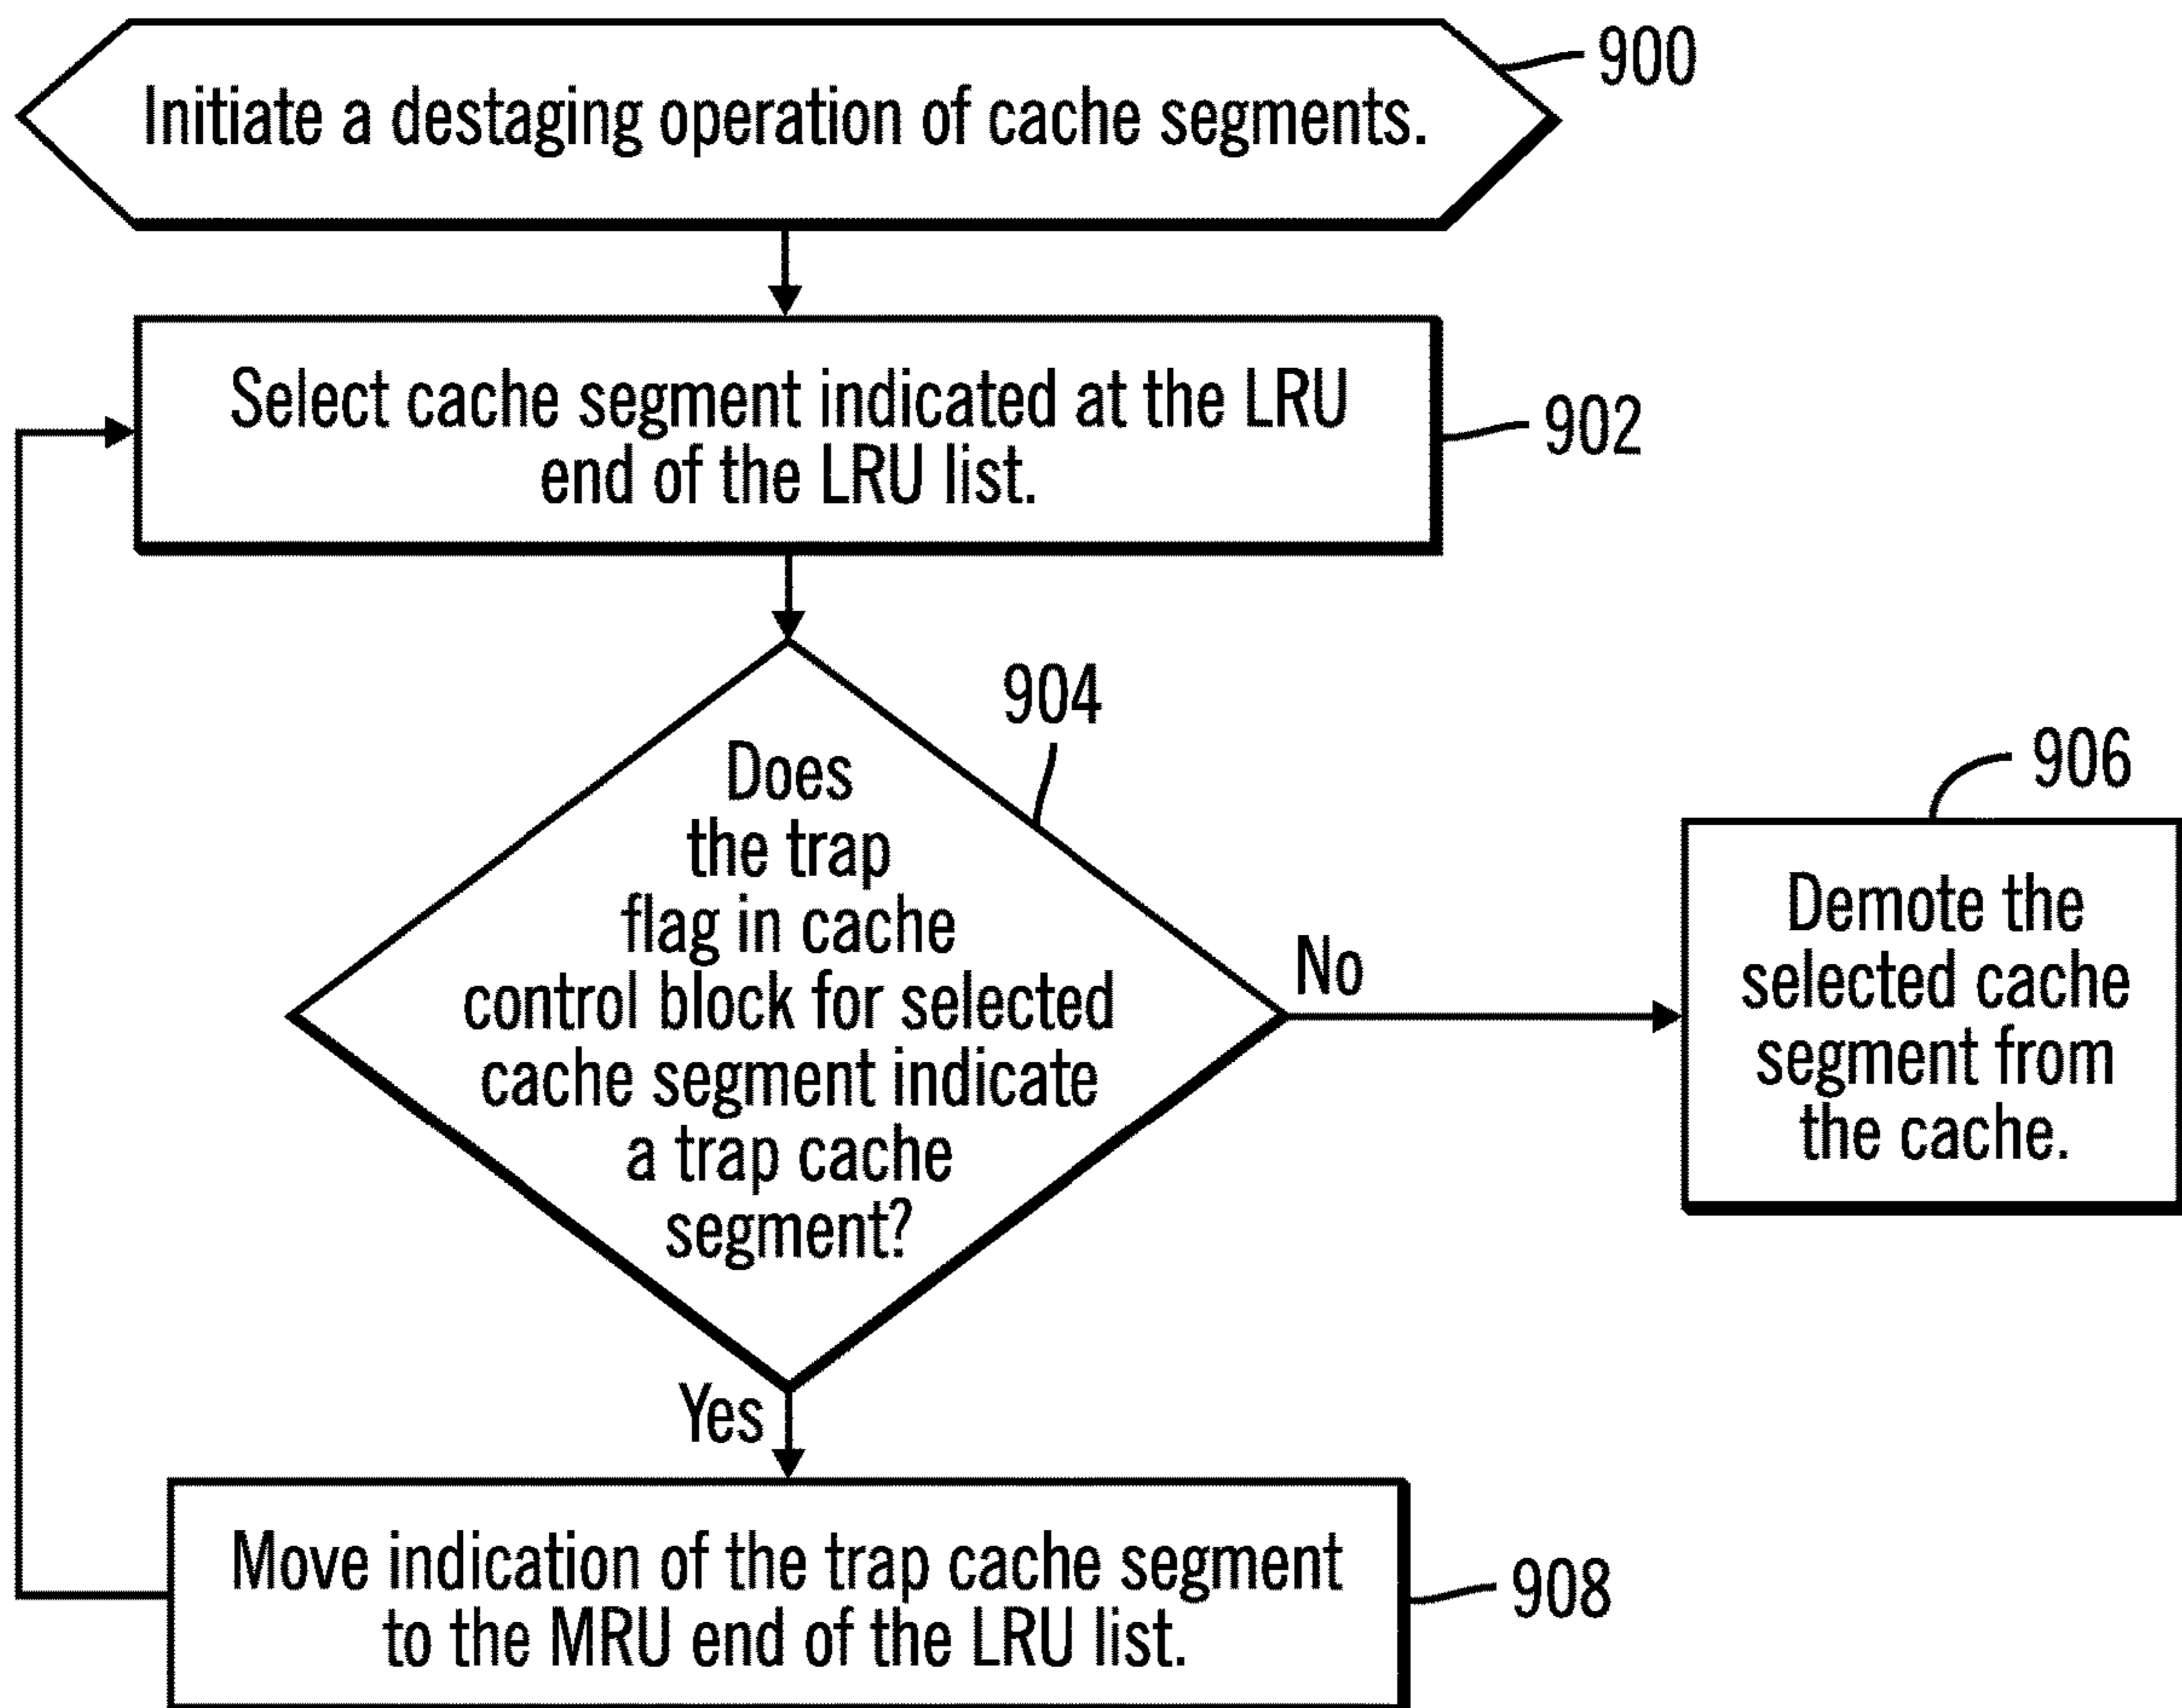 900
Initiate a destaging operation of cache segments.
Select cache segment indicated at the LRU
end of the LRU list.
902
904
Does
the trap
flag in cache
control block for selected
cache segment indicate
a trap cache
segment?
No
906
Demote the
selected cache
segment from
the cache.
Yes
Move indication of the trap cache segment
to the MRU end of the LRU list.
908